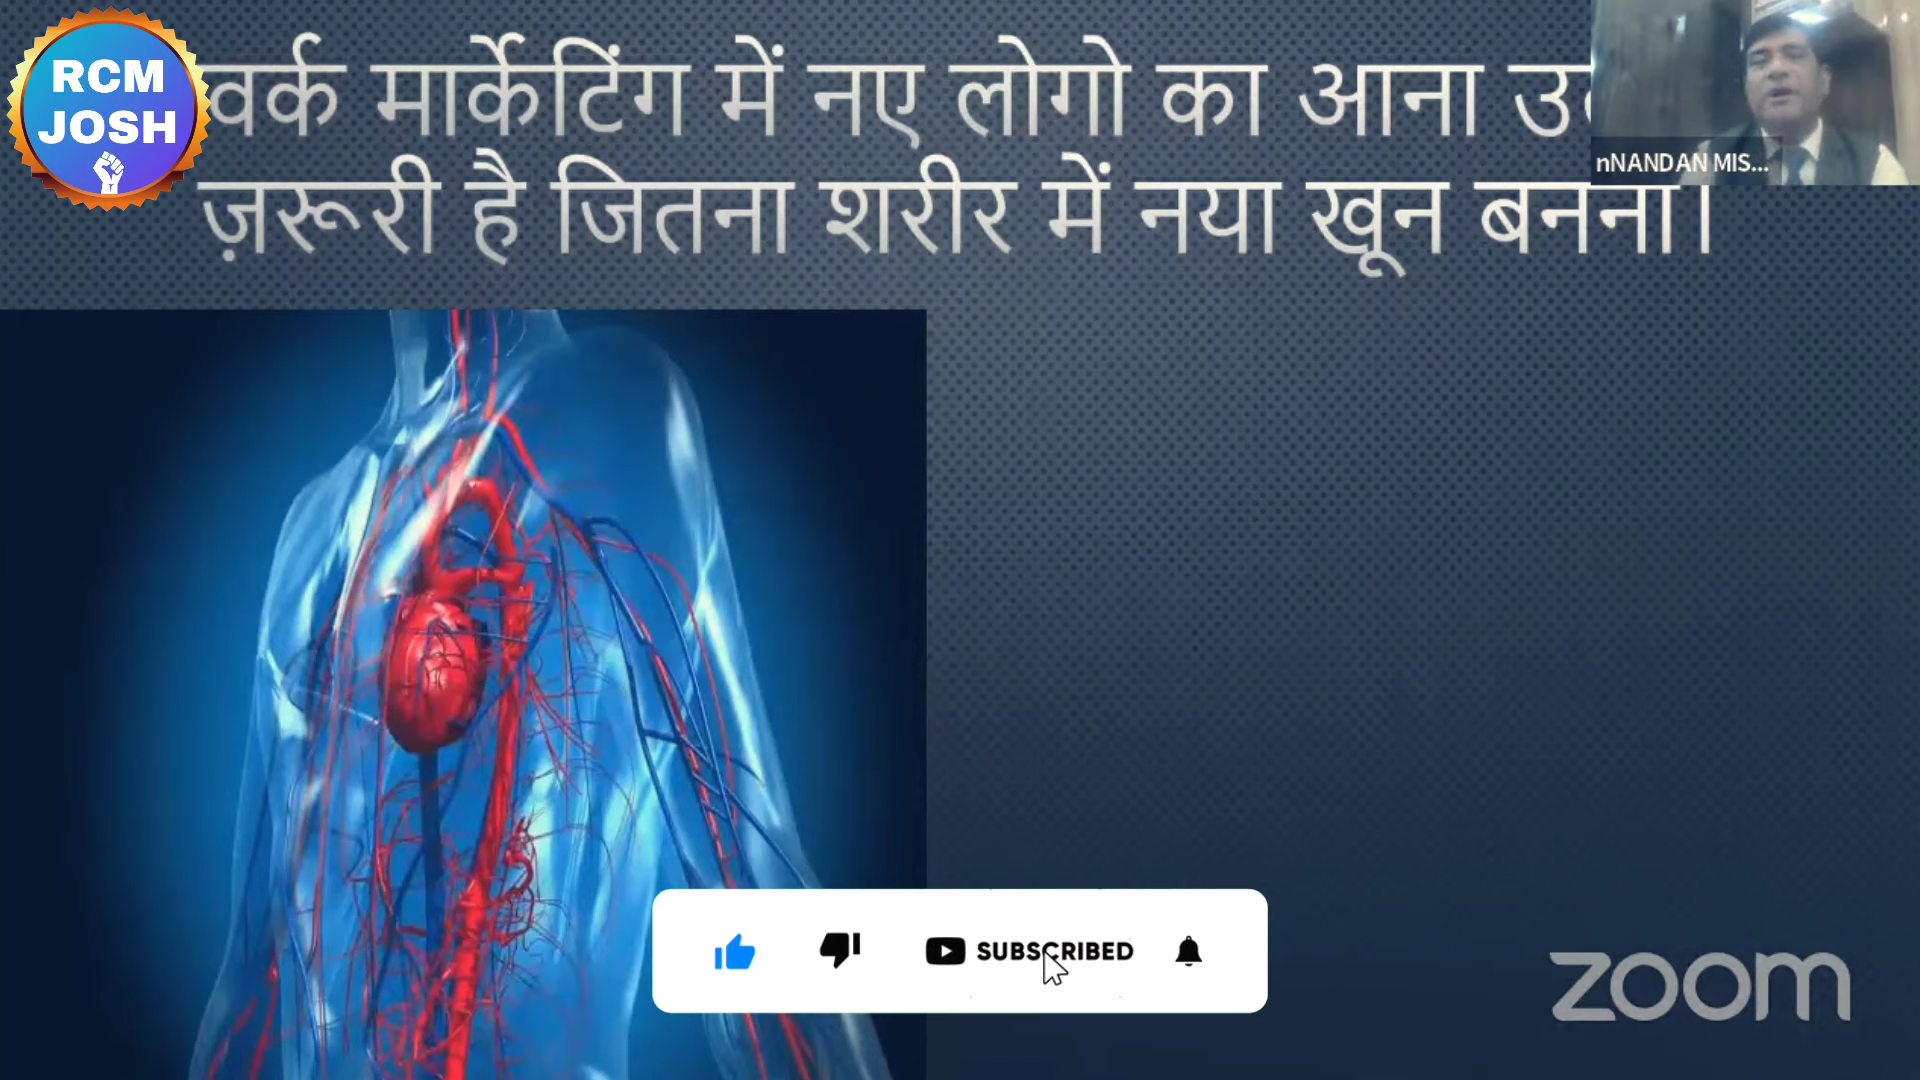 RCM
JOSH
वर्क मार्केटिंग में नए लोगो का आना
ज़रूरी है जितना शरीर में नया खून बनना।
nNANDAN MIS...
SUBSCRIBED
zoom